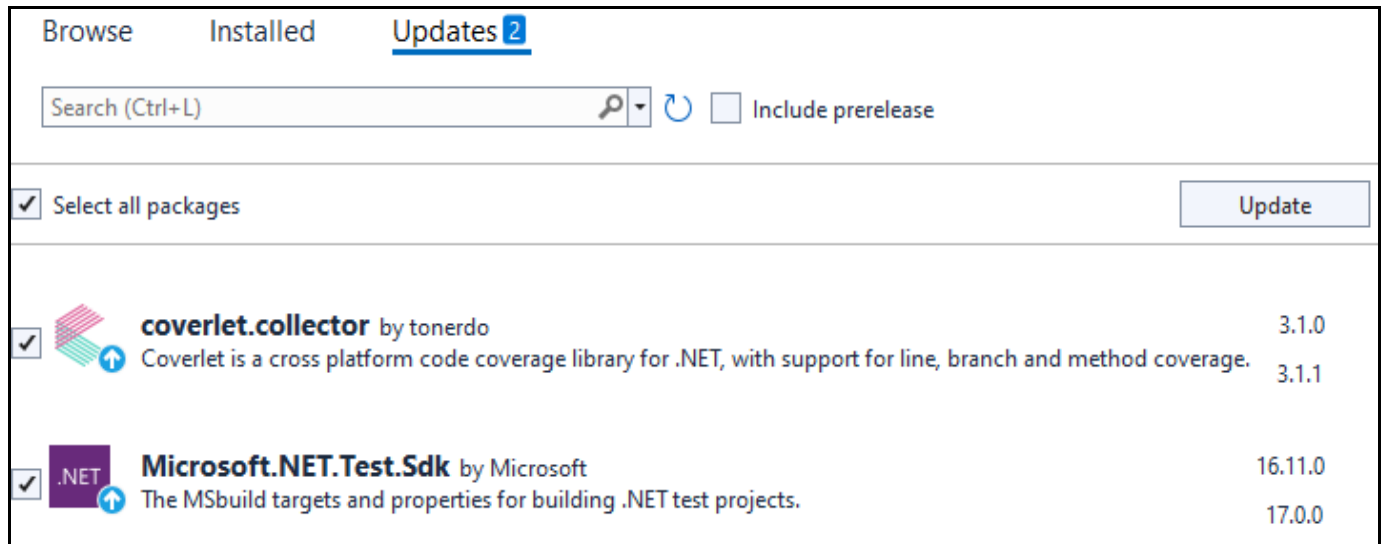 Browse Installed Updates 2
Search (Ctrl+L) Include prerelease
Select all packages Update
coverlet.collector by tonerdo 3.1.0
Coverlet is a cross platform code coverage library for .NET, with support for line, branch and method coverage. 3.1.1
.NET Microsoft.NET.Test.Sdk by Microsoft 16.11.0
The MSbuild targets and properties for building .NET test projects. 17.0.0